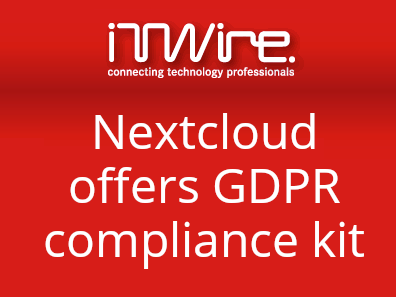 iTWire.
connecting technology professionals
Nextcloud
offers GDPR
compliance kit